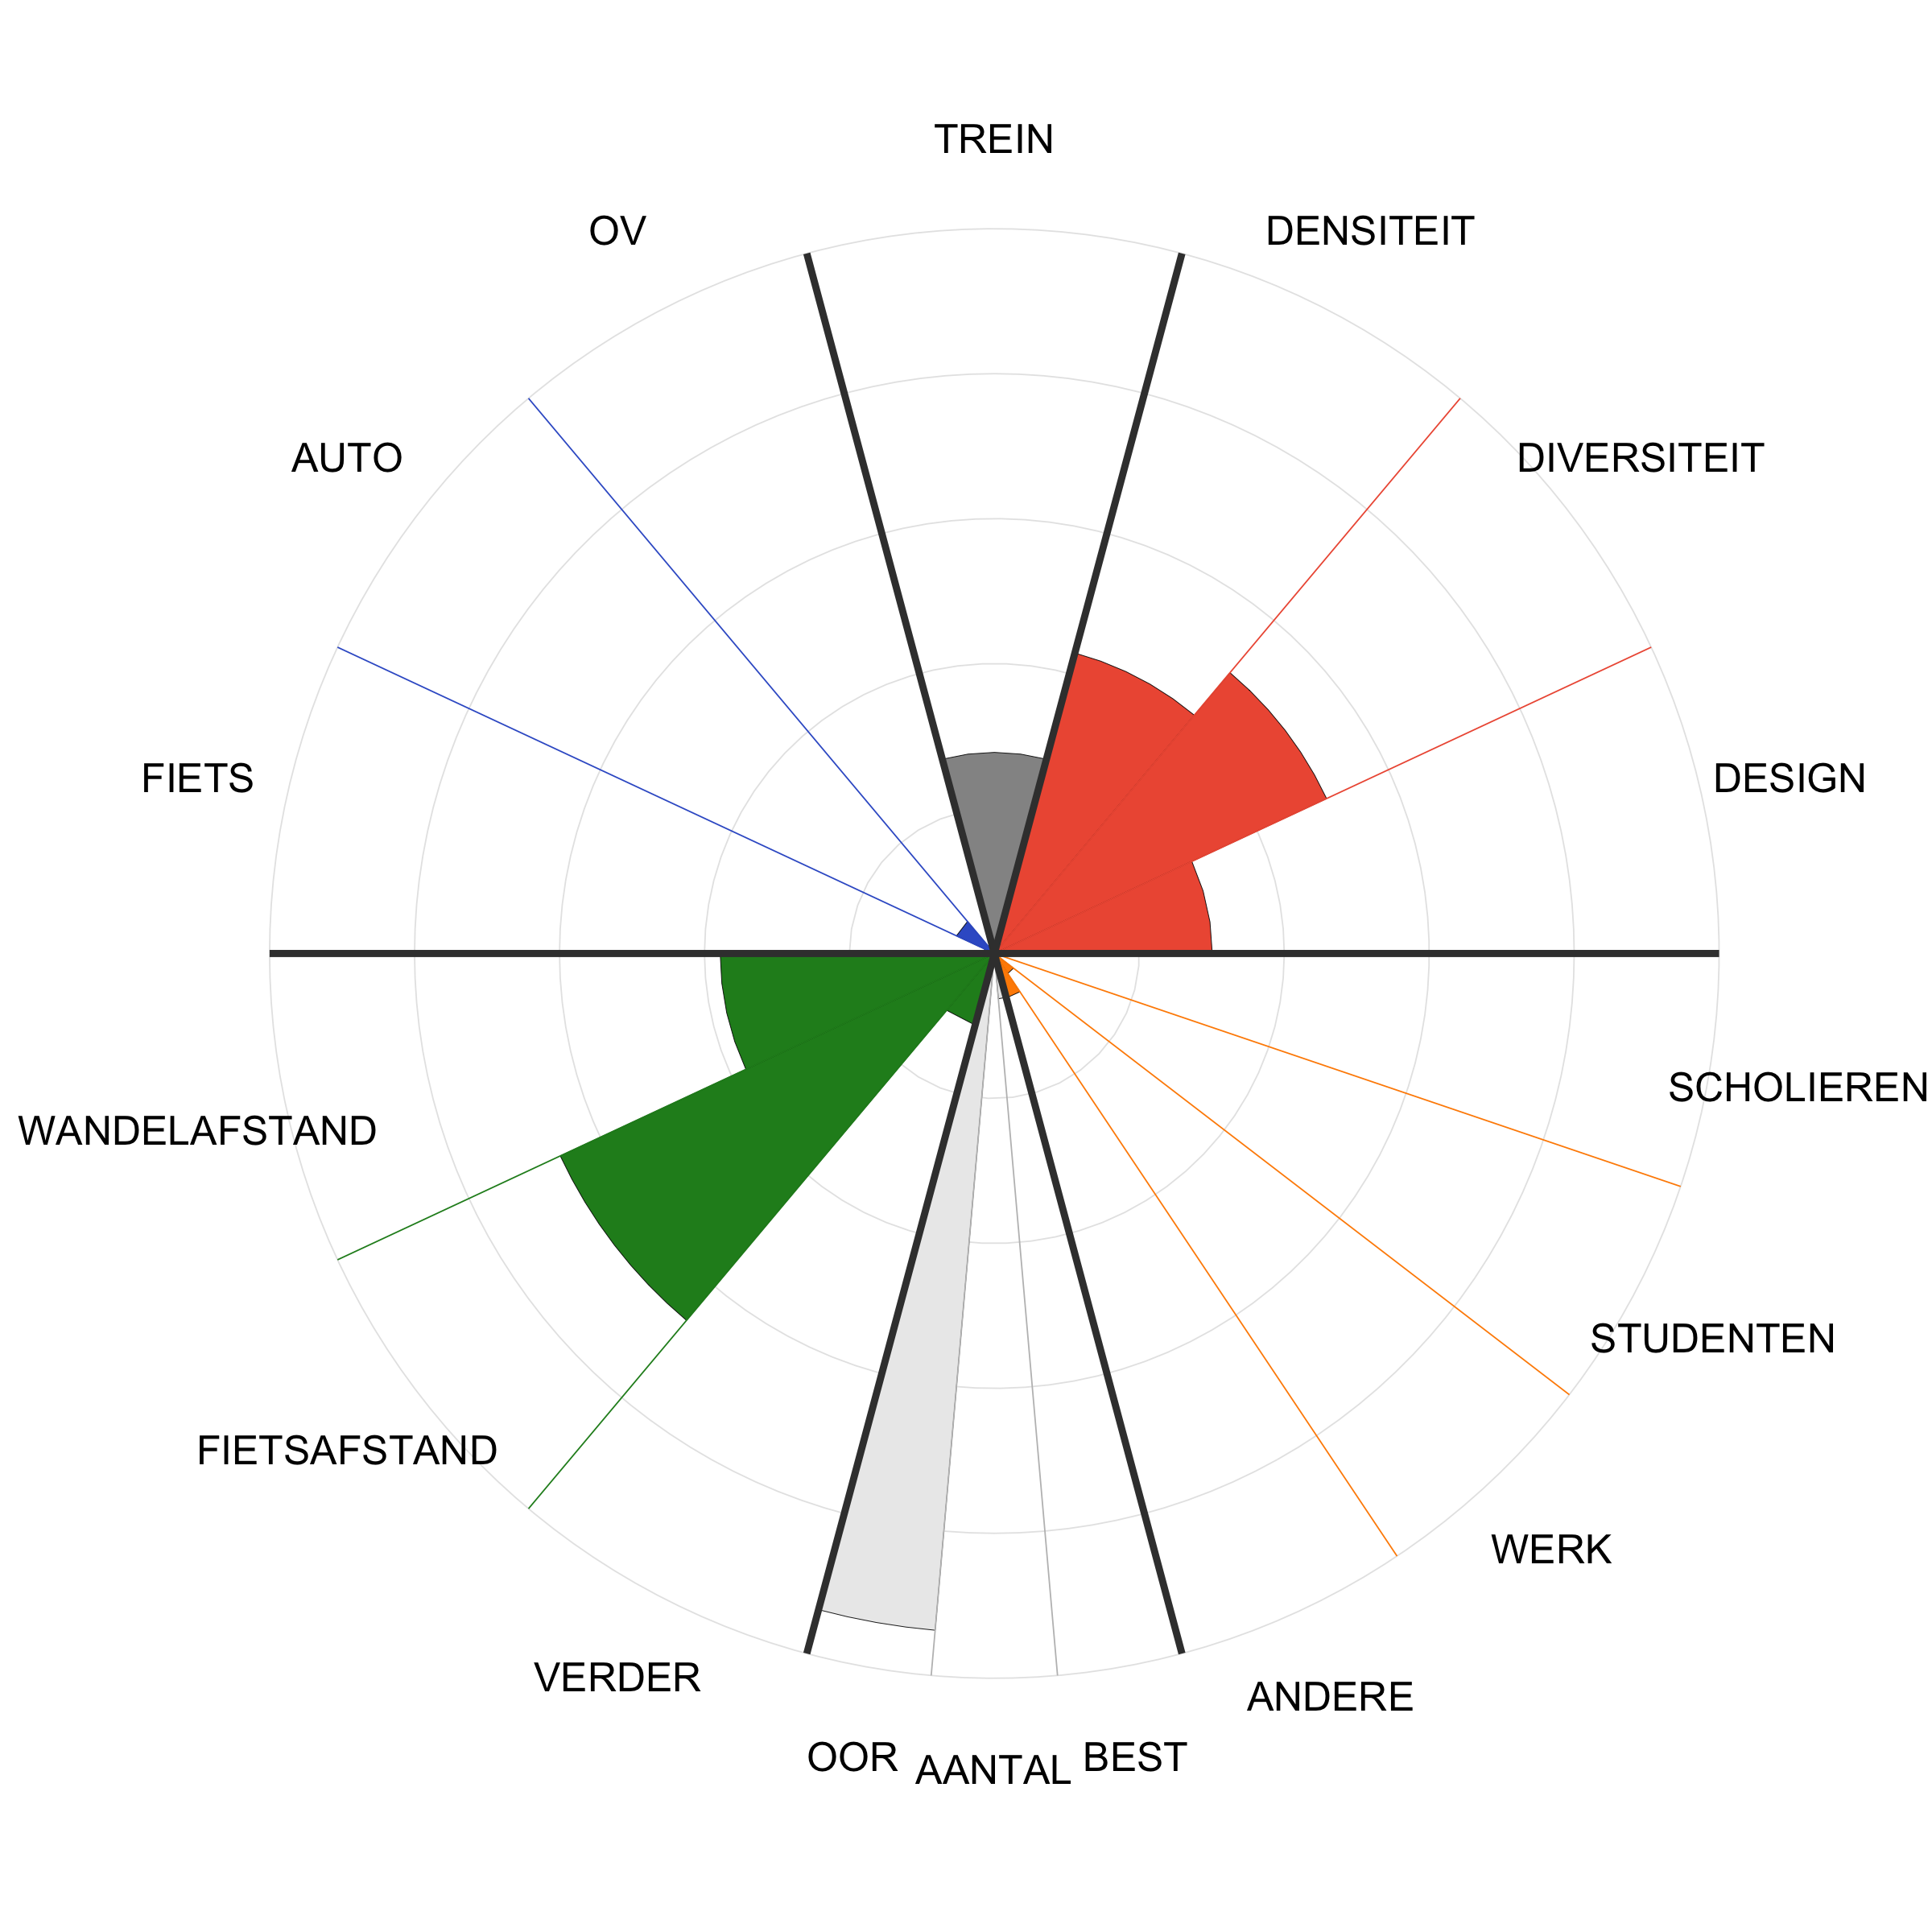 TREIN
OV
DENSITEIT
AUTO
DIVERSITEIT
FIETS
DESIGN
SCHOLIEREN
WANDELAFSTAND
STUDENTEN
FIETSAFSTAND
WERK
VERDER
ANDERE
OOR
AANTAL
BEST